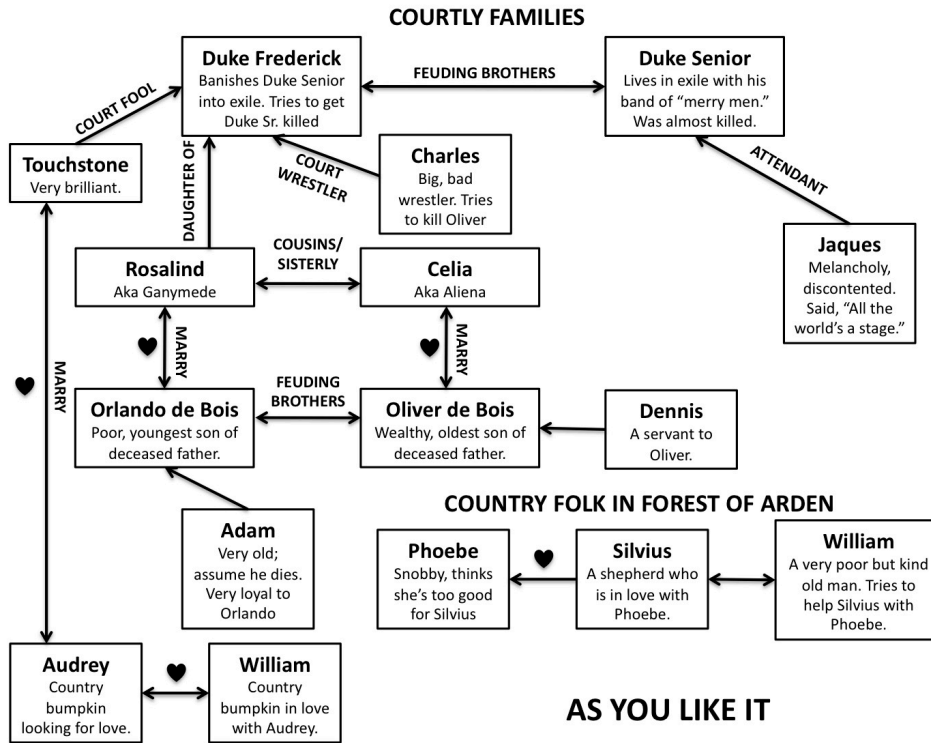 COURTLY FAMILIES
Duke Frederick
Banishes Duke Senior
into exile. Tries to get
Duke Sr. killed
FEUDING BROTHERS
Duke Senior
Lives in exile with his
band of “merry men.”
Was almost killed.
COURT FOOL
Touchstone
Very brilliant.
DAUGHTER OF
COURT
WRESTLER
Charles
Big, bad
wrestler. Tries
to kill Oliver
ATTENDANT
Jaques
Melancholy,
discontented.
Said, “All the
world’s a stage.”
Rosalind
Aka Ganymede
COUSINS/
SISTERLY
Celia
Aka Aliena
MARRY
MARRY
MARRY
Orlando de Bois
Poor, youngest son of
deceased father.
FEUDING
BROTHERS
Oliver de Bois
Wealthy, oldest son of
deceased father.
Dennis
A servant to
Oliver.
Adam
Very old;
assume he dies.
Very loyal to
Orlando
COUNTRY FOLK IN FOREST OF ARDEN
Phoebe
Snobby, thinks
she’s too good
for Silvius
Silvius
A shepherd who
is in love with
Phoebe.
William
A very poor but kind
old man. Tries to
help Silvius with
Phoebe.
Audrey
Country
bumpkin
looking for love.
William
Country
bumpkin in love
with Audrey.
AS YOU LIKE IT